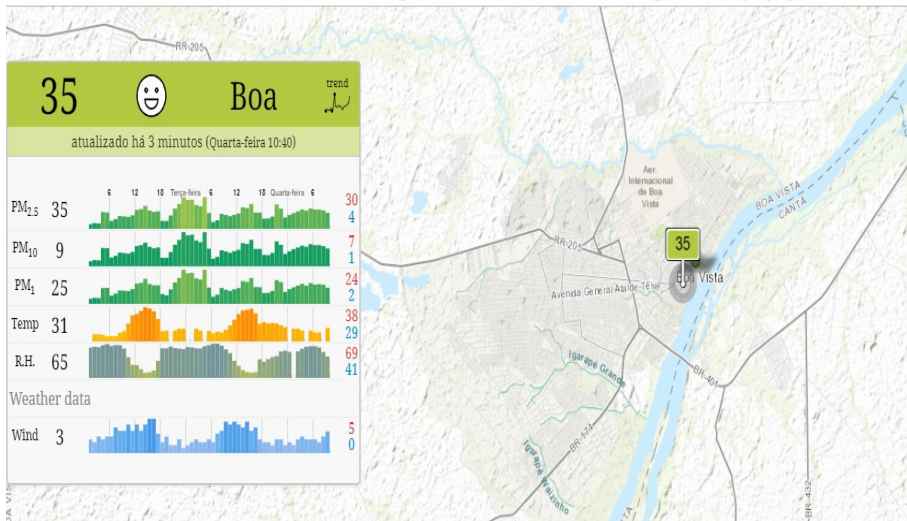 35 Boa trend
atualizado há 3 minutos (Quarta-feira 10:40)
6 12 18 Terça-feira 6 12 18 Quarta-feira 6
PM2.5 35 30 4
PM10 9 7 1
PM1 25 24 2
Temp 31 38 29
R.H. 65 69 41
Weather data
Wind 3 5 0
RR-205
Aer.
Internacional
de Boa
Vista
BOA VISTA
CANTÁ
RR-205
35
Boa Vista
Avenida General Ataíde Teive
Igarapé Grande
BR-401
BR-174
Igarapé Waizinho
BR-432